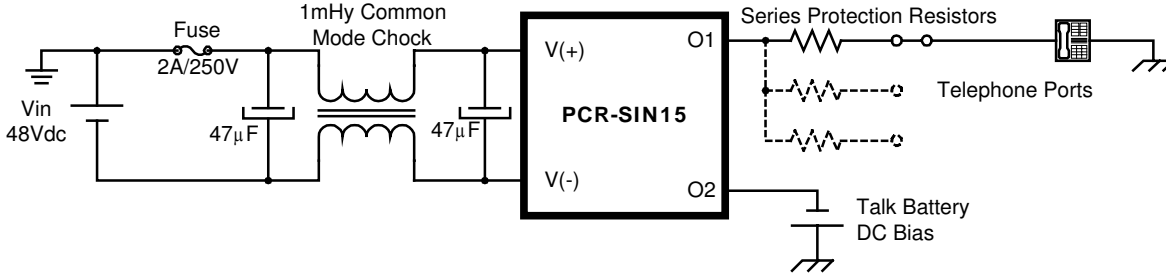 1mHy Common
Mode Chock
Fuse
2A/250V
Vin
48Vdc
47µF
47µF
V(+)
V(-)
PCR-SIN15
O1
O2
Series Protection Resistors
Telephone Ports
Talk Battery
DC Bias